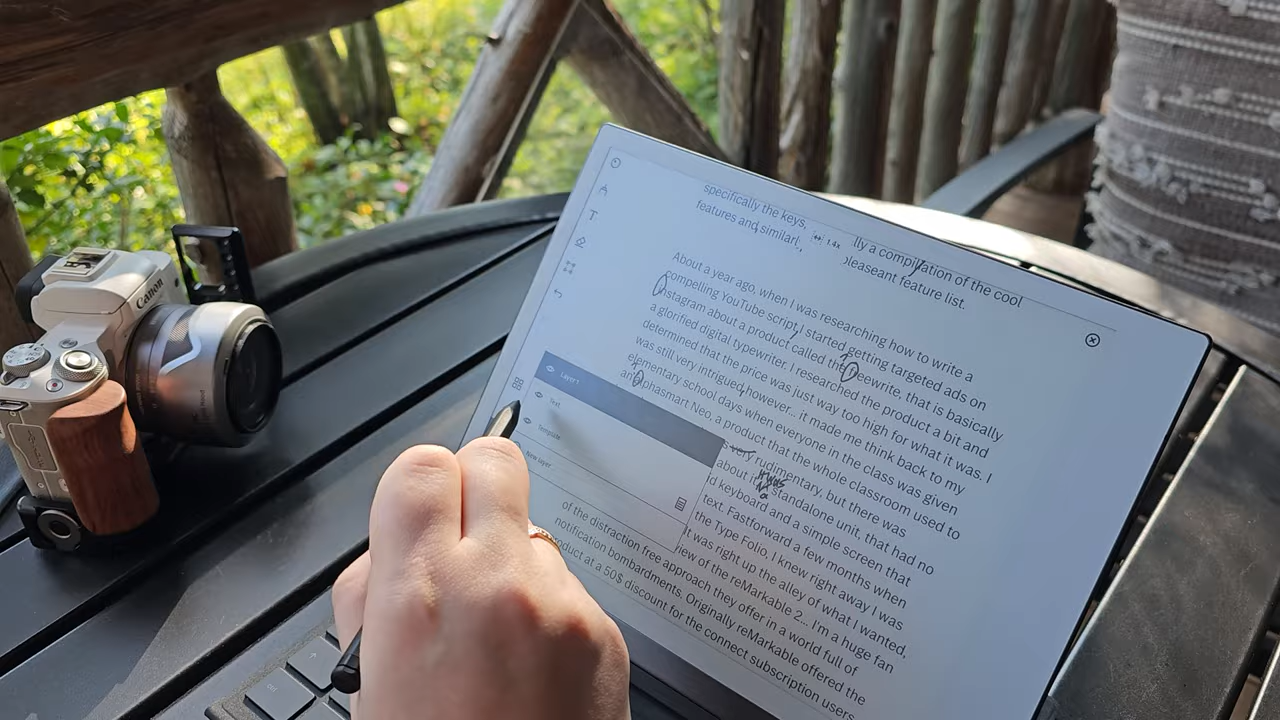 Canon
specifically the keys,
lly a compilation of the cool
features and similarl,
1.4x
pleaseant feature list.
About a year ago, when I was researching how to write a
compelling YouTube script,I started getting targeted ads on
instagram about a product called the freewrite, that is basically
a glorified digital typewriter. I researched the product a bit and
determined that the price was just way too high for what it was. I
was still very intrigued,however.. it made me think back to my
elementary school days when everyone in the class was given
an alphasmart Neo, a product that the whole classroom used to
very rudimentary, but there was
about it
standalone unit, that had no
d keyboard and a simple screen that
text. Fastforward a few months when
the Type Folio, I knew right away I was
t was right up the alley of what I wanted.
iew of the reMarkable 2... I'm a huge fan
of the distraction free approach they offer in a world full of
notification bombardments. Originally reMarkable offered the
oduct at a 50$ discount for the connect subscription users
Layer 1
Text
Template
New layer
ctrl